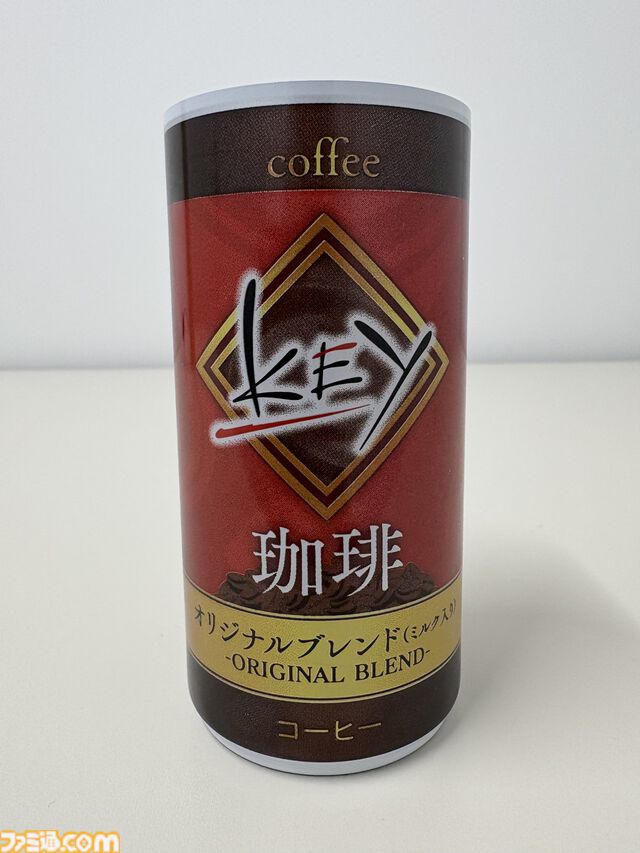 coffee
KEY
珈琲
オリジナルブレンド(ミルク入り)
-ORIGINAL BLEND-
コーヒー
ファミ通.com